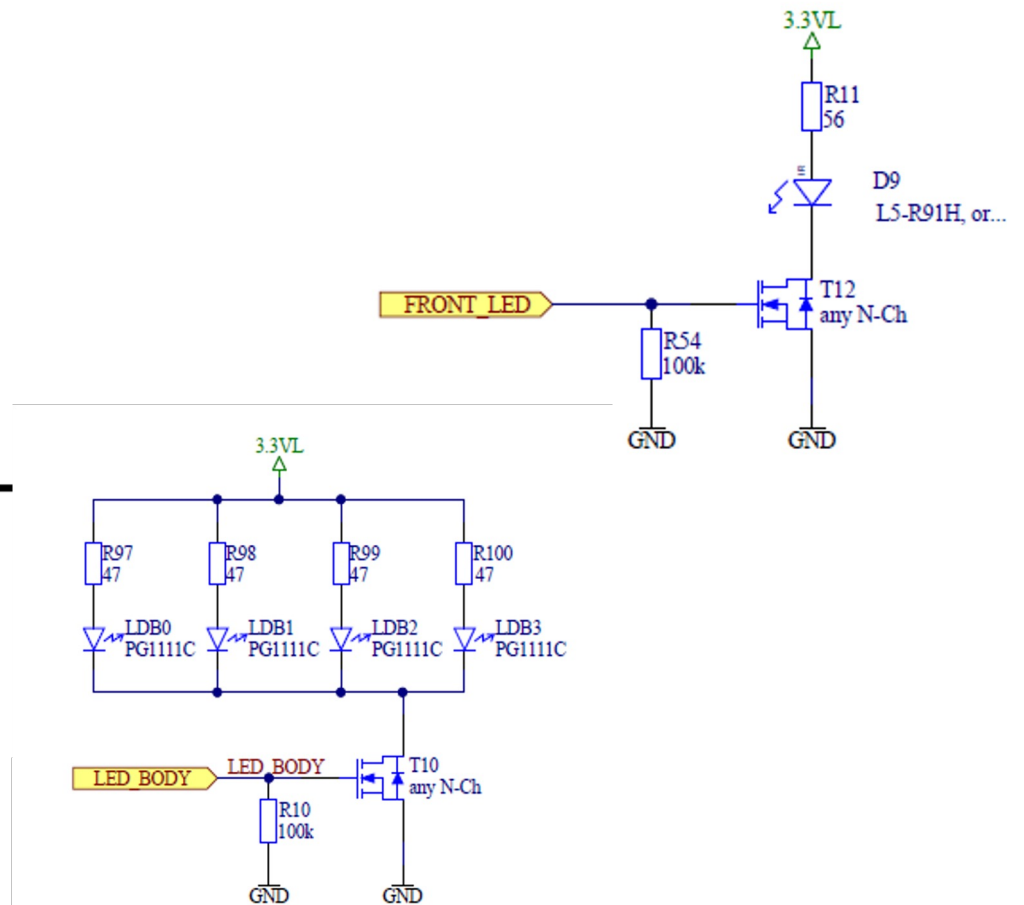 3.3VL
R11
56
D9
L5-R91H, or...
FRONT_LED
T12
any N-Ch
R54
100k
GND
GND
3.3VL
R97
47
R98
47
R99
47
R100
47
LDB0
PG1111C
LDB1
PG1111C
LDB2
PG1111C
LDB3
PG1111C
LED_BODY
LED_BODY
T10
any N-Ch
R10
100k
GND
GND